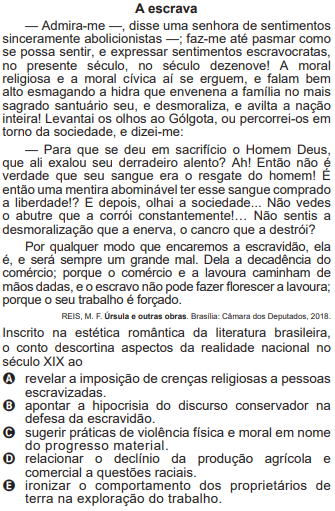 A escrava
— Admira-me —, disse uma senhora de sentimentos
sinceramente abolicionistas —; faz-me até pasmar como
se possa sentir, e expressar sentimentos escravocratas,
no presente século, no século dezenove! A moral
religiosa e a moral cívica aí se erguem, e falam bem
alto esmagando a hidra que envenena a família no mais
sagrado santuário seu, e desmoraliza, e avilta a nação
inteira! Levantai os olhos ao Gólgota, ou percorrei-os em
torno da sociedade, e dizei-me:
— Para que se deu em sacrifício o Homem Deus,
que ali exalou seu derradeiro alento? Ah! Então não é
verdade que seu sangue era o resgate do homem! É
então uma mentira abominável ter esse sangue comprado
a liberdade!? E depois, olhai a sociedade... Não vedes
o abutre que a corrói constantemente!… Não sentis a
desmoralização que a enerva, o cancro que a destrói?
Por qualquer modo que encaremos a escravidão, ela
é, e será sempre um grande mal. Dela a decadência do
comércio; porque o comércio e a lavoura caminham de
mãos dadas, e o escravo não pode fazer florescer a lavoura;
porque o seu trabalho é forçado.
REIS, M. F. Úrsula e outras obras. Brasília: Câmara dos Deputados, 2018.
Inscrito na estética romântica da literatura brasileira,
o conto descortina aspectos da realidade nacional no
século XIX ao
A revelar a imposição de crenças religiosas a pessoas
escravizadas.
B apontar a hipocrisia do discurso conservador na
defesa da escravidão.
C sugerir práticas de violência física e moral em nome
do progresso material.
D relacionar o declínio da produção agrícola e
comercial a questões raciais.
E ironizar o comportamento dos proprietários de
terra na exploração do trabalho.